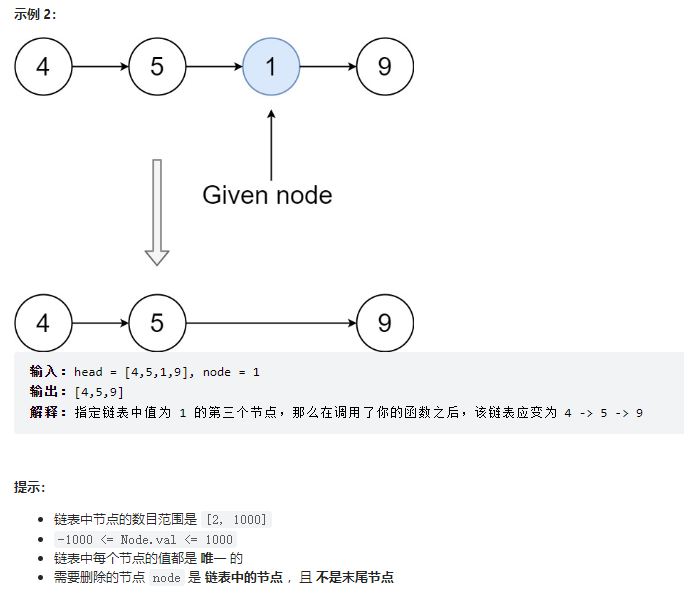 示例 2：
4 5 1 9
Given node
4 5 9
输入：head = [4,5,1,9], node = 1
输出：[4,5,9]
解释：指定链表中值为 1 的第三个节点，那么在调用了你的函数之后，该链表应变为 4 -> 5 -> 9
提示：
链表中节点的数目范围是 [2, 1000]
-1000 <= Node.val <= 1000
链表中每个节点的值都是 唯一 的
需要删除的节点 node 是 链表中的节点 ，且 不是末尾节点